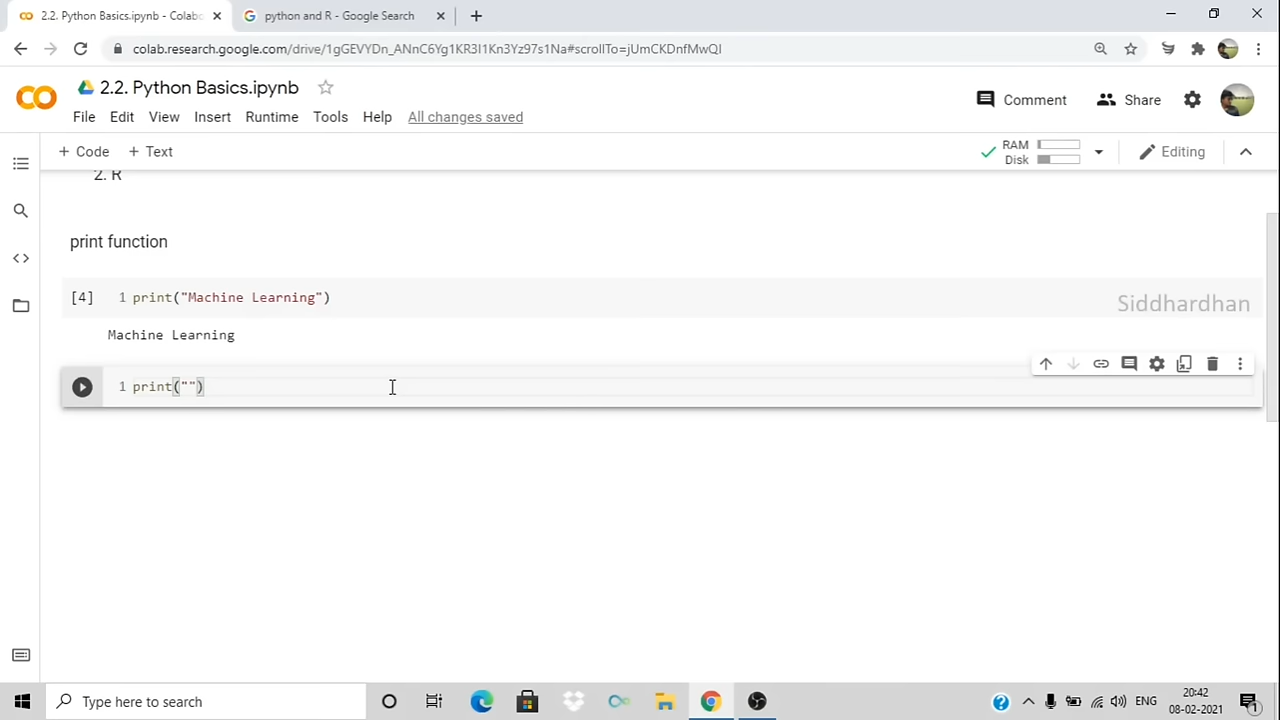 2.2. Python Basics.ipynb - Colab
python and R - Google Search
colab.research.google.com/drive/1gGEVYDn_ANnC6Yg1KR3I1Kn3Yz97s1Na#scrollTo=jUmCKDnfMwQl
2.2. Python Basics.ipynb
Comment
Share
File Edit View Insert Runtime Tools Help All changes saved
+ Code + Text
RAM
Disk
Editing
2. R
print function
[4] 1 print("Machine Learning")
Siddhardhan
Machine Learning
1 print("")
Type here to search
ENG
20:42
08-02-2021
1